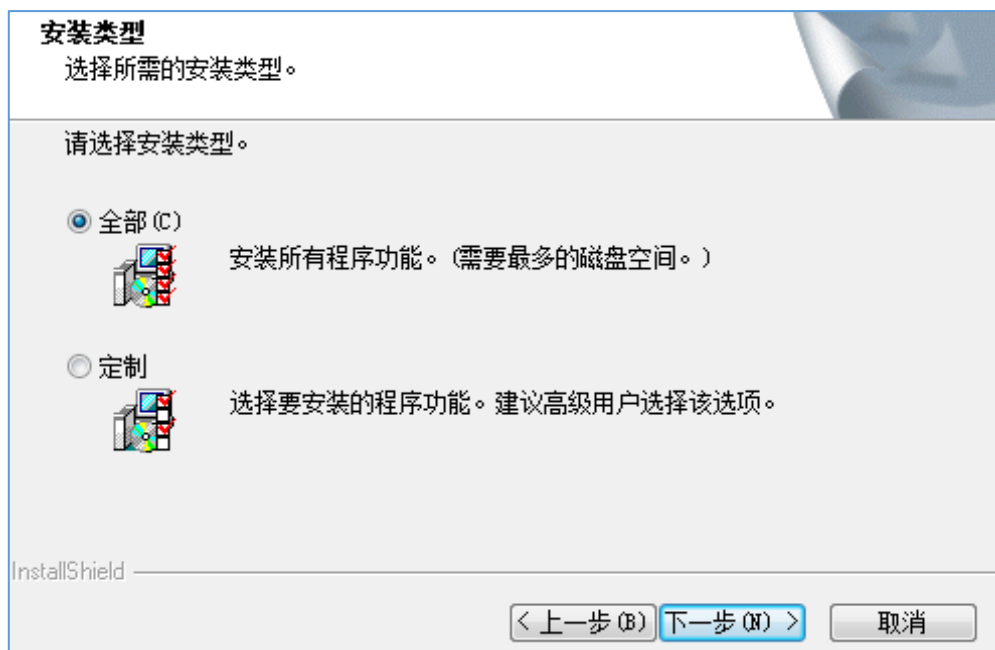 安装类型
选择所需的安装类型。
请选择安装类型。
全部(C)
安装所有程序功能。(需要最多的磁盘空间。)
定制
选择要安装的程序功能。建议高级用户选择该选项。
InstallShield
< 上一步(B) 下一步(N) > 取消